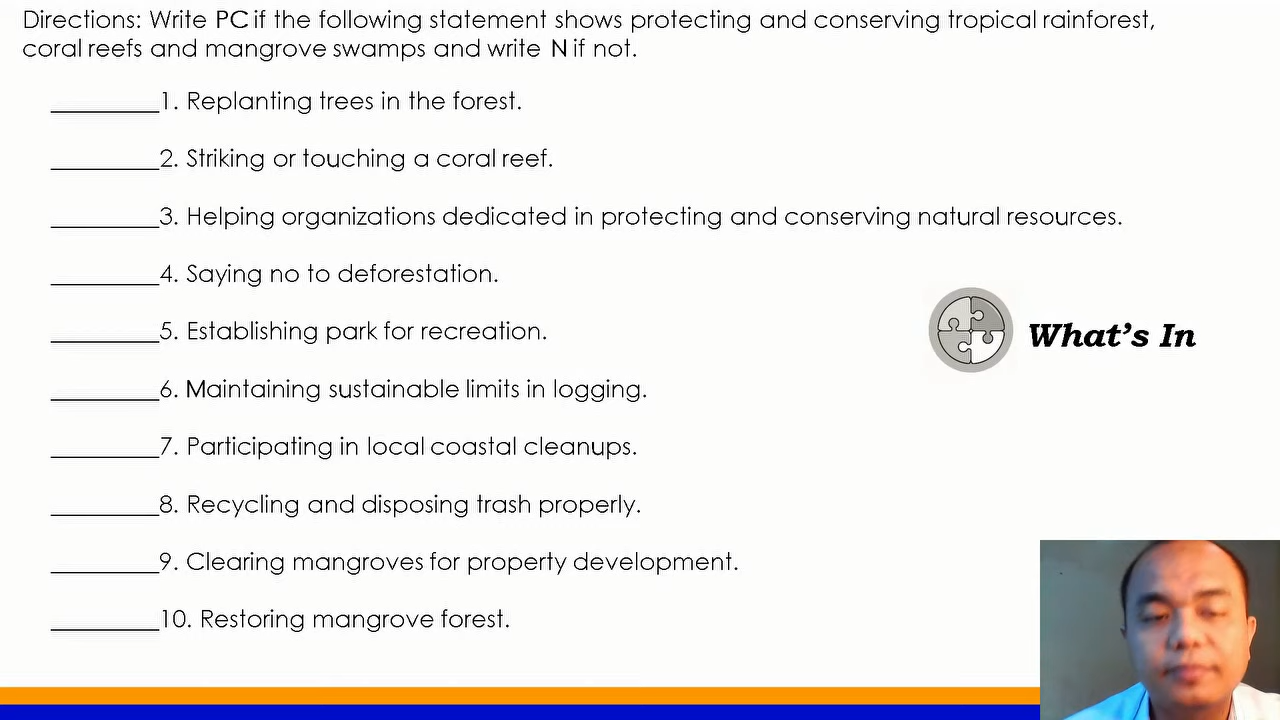 Directions: Write PC if the following statement shows protecting and conserving tropical rainforest,
coral reefs and mangrove swamps and write N if not.
_________1. Replanting trees in the forest.
_________2. Striking or touching a coral reef.
_________3. Helping organizations dedicated in protecting and conserving natural resources.
_________4. Saying no to deforestation.
_________5. Establishing park for recreation.
What's In
_________6. Maintaining sustainable limits in logging.
_________7. Participating in local coastal cleanups.
_________8. Recycling and disposing trash properly.
_________9. Clearing mangroves for property development.
_________10. Restoring mangrove forest.